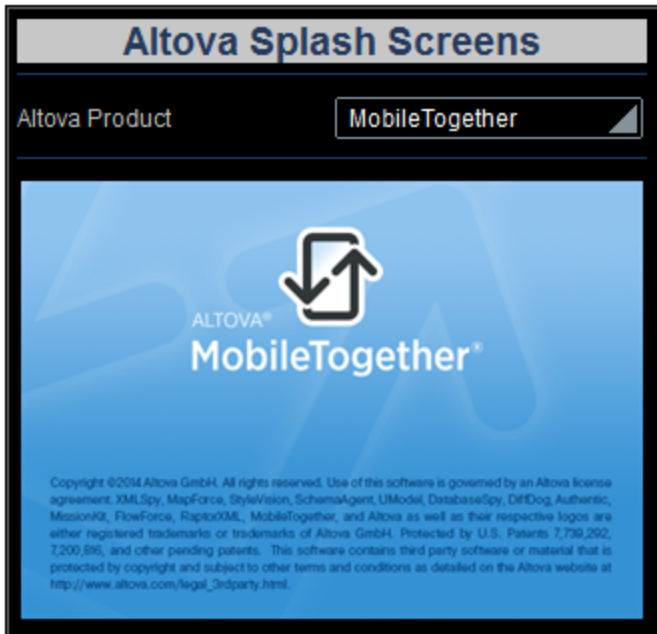 Altova Splash Screens
Altova Product
MobileTogether
ALTOVA®
MobileTogether®
Copyright ©2014 Altova GmbH. All rights reserved. Use of this software is governed by an Altova license
agreement. XMLSpy, MapForce, StyleVision, SchemaAgent, UModel, DatabaseSpy, DiffDog, Authentic,
MissionKit, FlowForce, RaptorXML, MobileTogether, and Altova as well as their respective logos are
either registered trademarks or trademarks of Altova GmbH. Protected by U.S. Patents 7,739,292,
7,200,816, and other pending patents. This software contains third party software or material that is
protected by copyright and subject to other terms and conditions as detailed on the Altova website at
http://www.altova.com/legal_3rdparty.html.